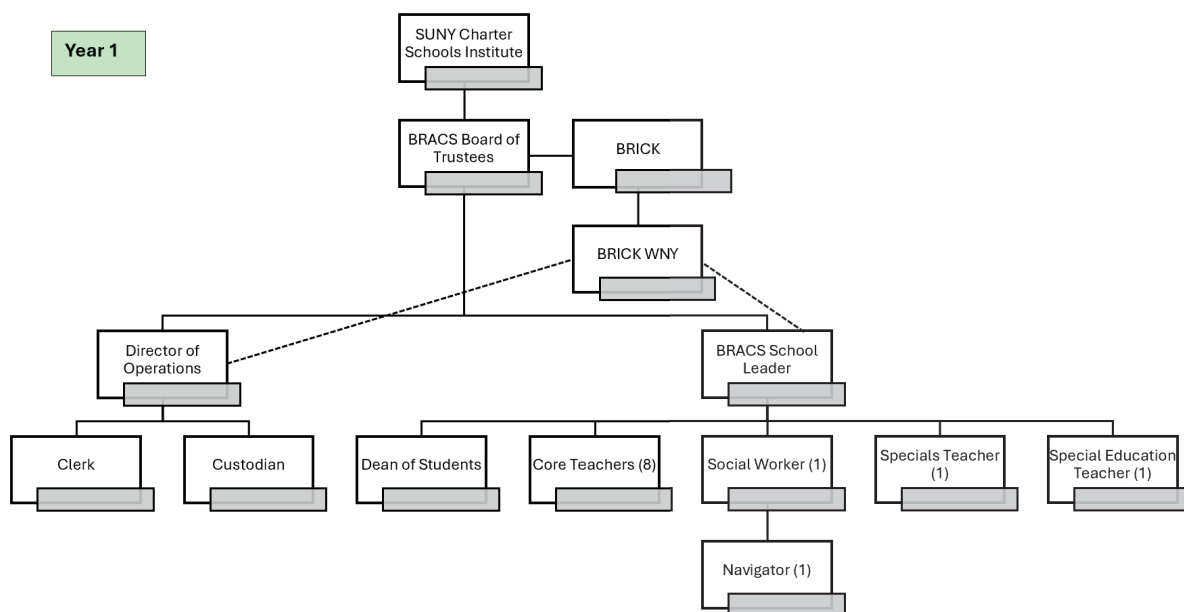 Year 1
SUNY Charter
Schools Institute
BRACS Board of
Trustees
BRICK
BRICK WNY
Director of
Operations
BRACS School
Leader
Clerk
Custodian
Dean of Students
Core Teachers (8)
Social Worker (1)
Specials Teacher
(1)
Special Education
Teacher (1)
Navigator (1)